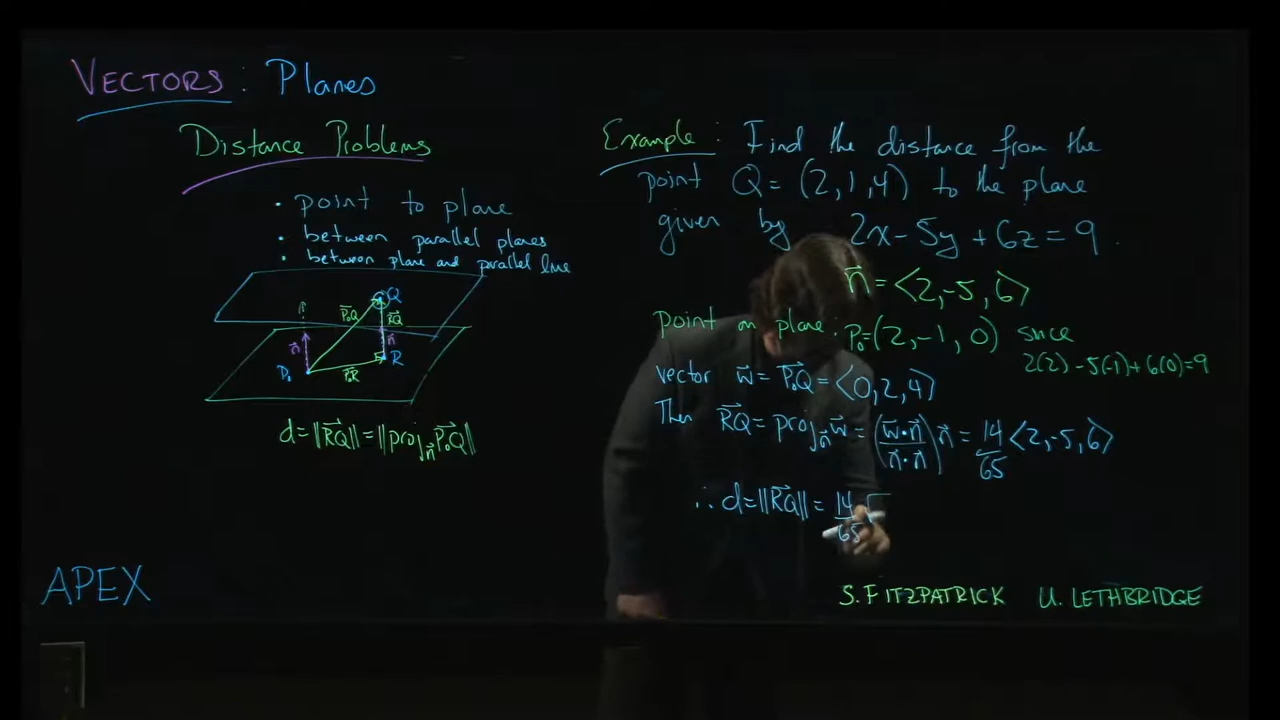 VECTORS: Planes
Distance Problems
• point to plane
• between parallel planes
• between plane and parallel line
Q
P₀Q⃗
RQ⃗
n⃗
n⃗
P₀
R
P₀R⃗
d=||RQ⃗||=||proj_n⃗ P₀Q⃗||
APEX
Example: Find the distance from the
point Q = (2,1,4) to the plane
given by 2x-5y+6z=9.
n⃗=<2,-5,6>
point on plane: P₀=(2,-1,0) since
2(2)-5(-1)+6(0)=9
vector w⃗=P₀Q⃗=<0,2,4>
Then RQ⃗=proj_n⃗ w⃗=(w⃗·n⃗/n⃗·n⃗)n⃗=14/65<2,-5,6>
∴ d=||RQ⃗||=14/65√
S. FITZPATRICK U. LETHBRIDGE